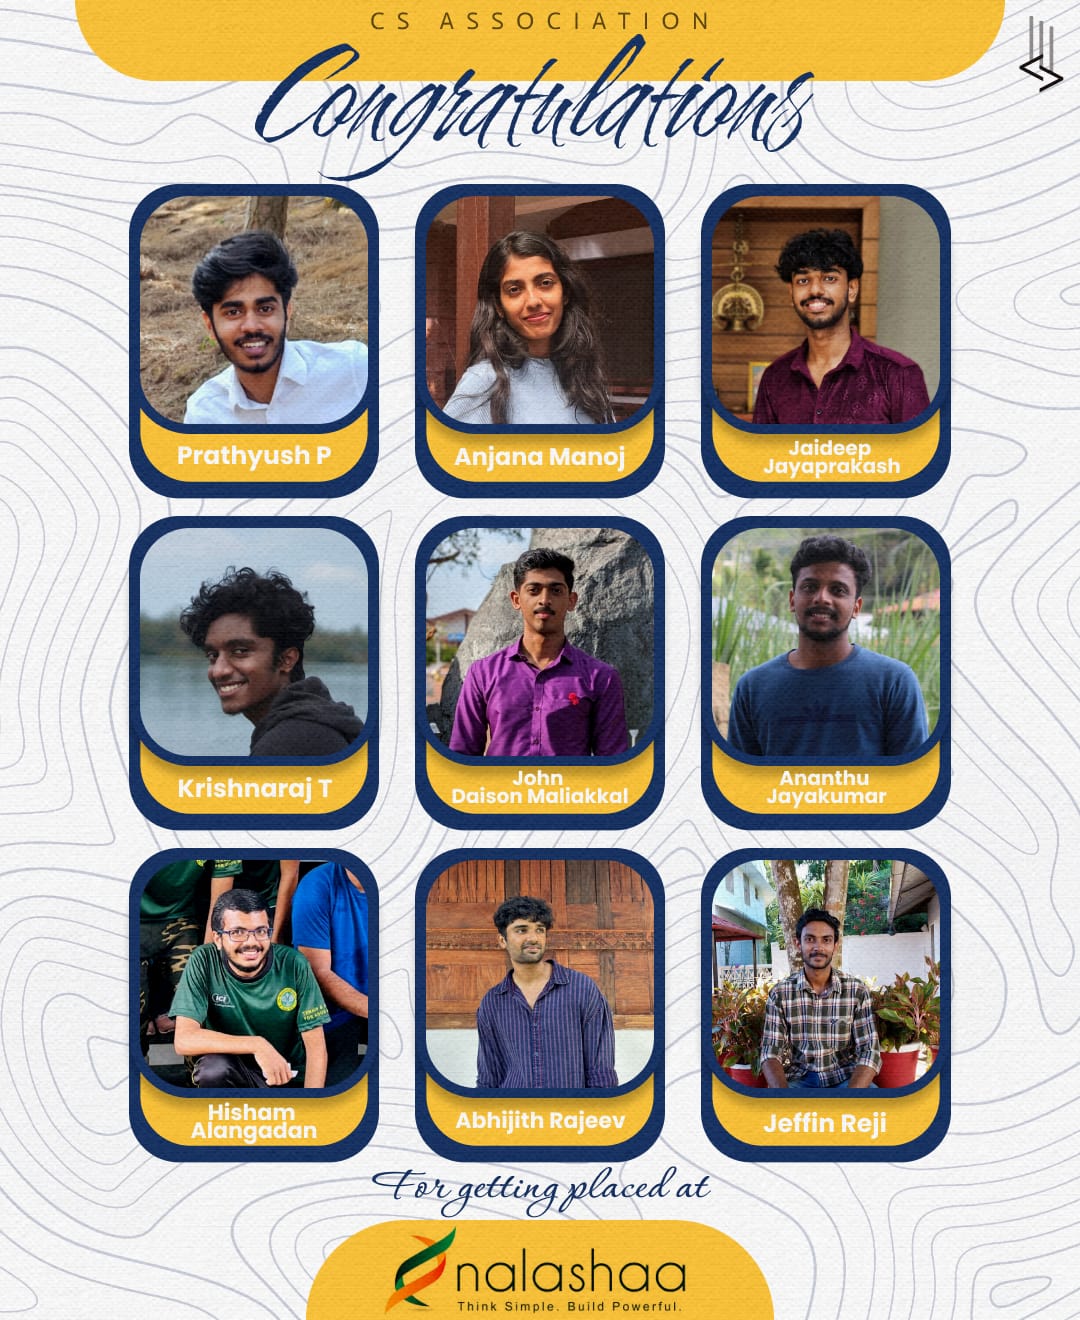 CS ASSOCIATION
Congratulations
Prathyush P
Anjana Manoj
Jaideep
Jayaprakash
Krishnaraj T
John
Daison Maliakkal
Ananthu
Jayakumar
Hisham
Alangadan
Abhijith Rajeev
Jeffin Reji
For getting placed at
nalashaa
Think Simple. Build Powerful.